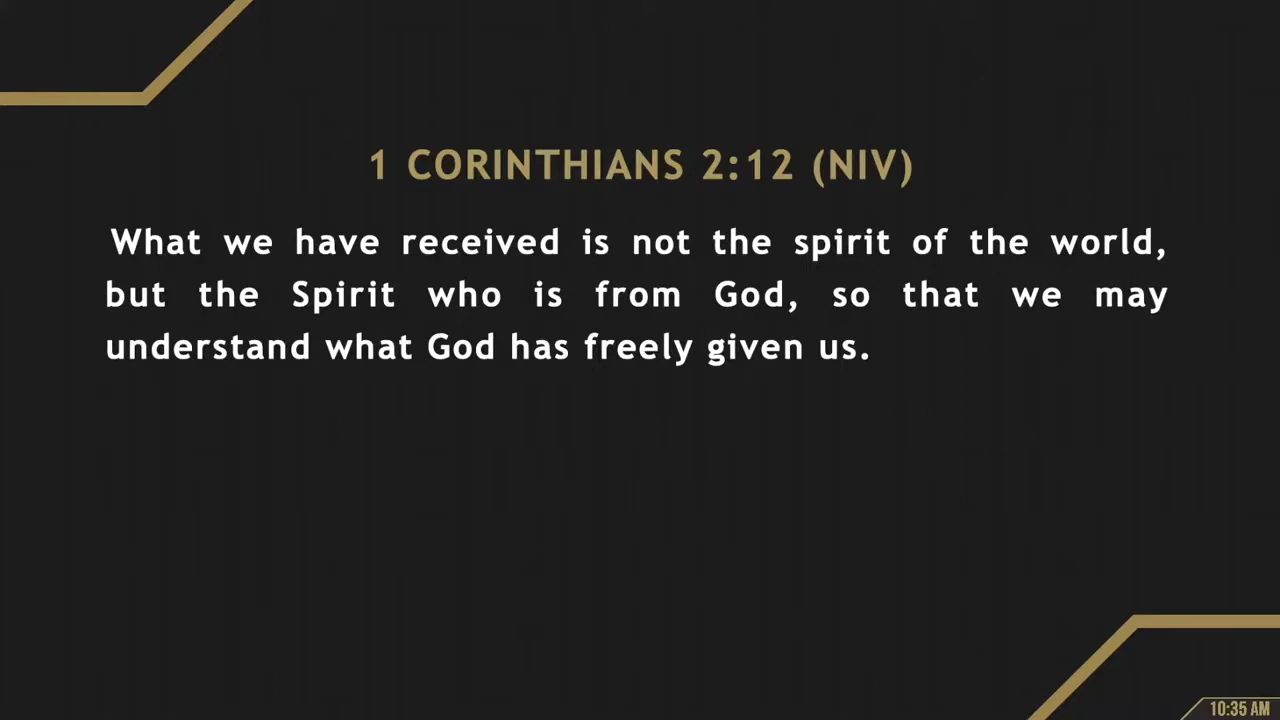 1 CORINTHIANS 2:12 (NIV)
What we have received is not the spirit of the world,
but the Spirit who is from God, so that we may
understand what God has freely given us.
10:35 AM